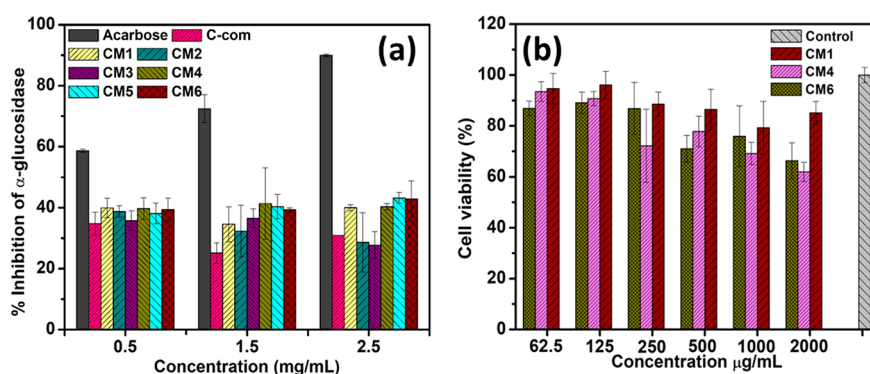 (a)
Acarbose C-com
CM1 CM2
CM3 CM4
CM5 CM6
100
80
60
40
20
0
% Inhibition of α-glucosidase
0.5 1.5 2.5
Concentration (mg/mL)
(b)
Control
CM1
CM4
CM6
120
100
80
60
40
20
0
Cell viability (%)
62.5 125 250 500 1000 2000
Concentration µg/mL